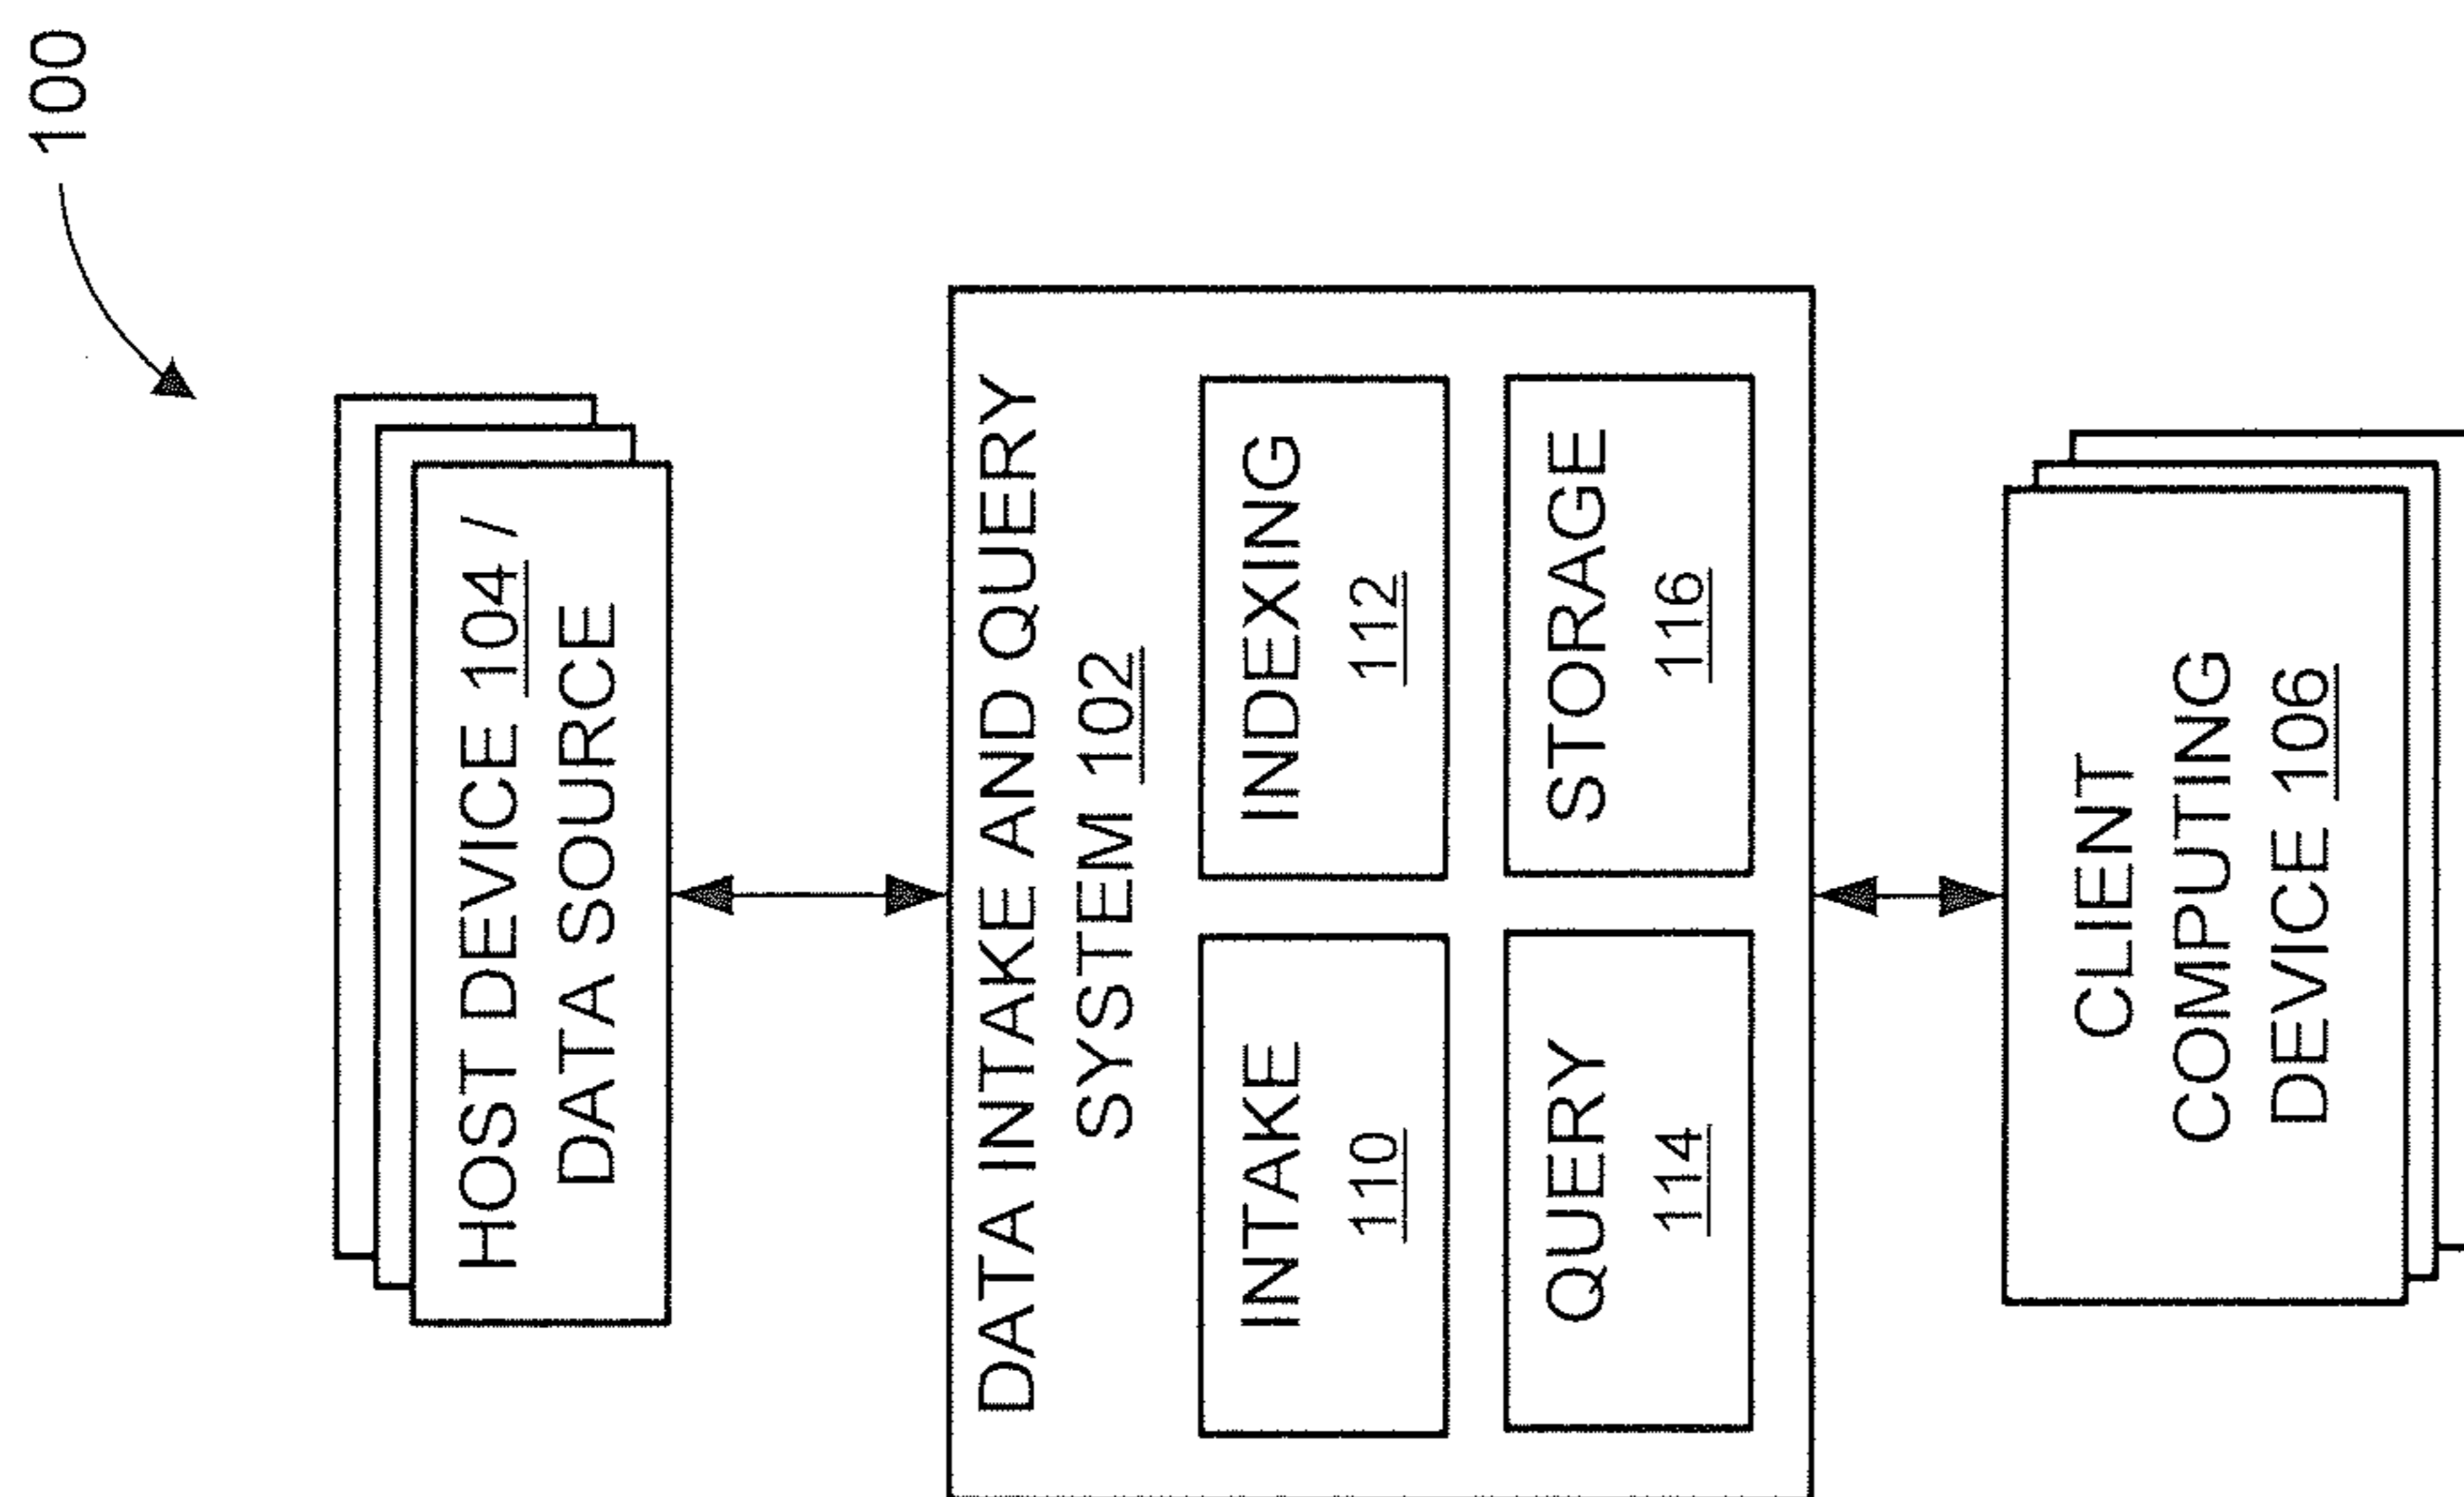 100
HOST DEVICE 104 /
DATA SOURCE
DATA INTAKE AND QUERY
SYSTEM 102
INTAKE
110
INDEXING
112
QUERY
114
STORAGE
116
CLIENT
COMPUTING
DEVICE 106